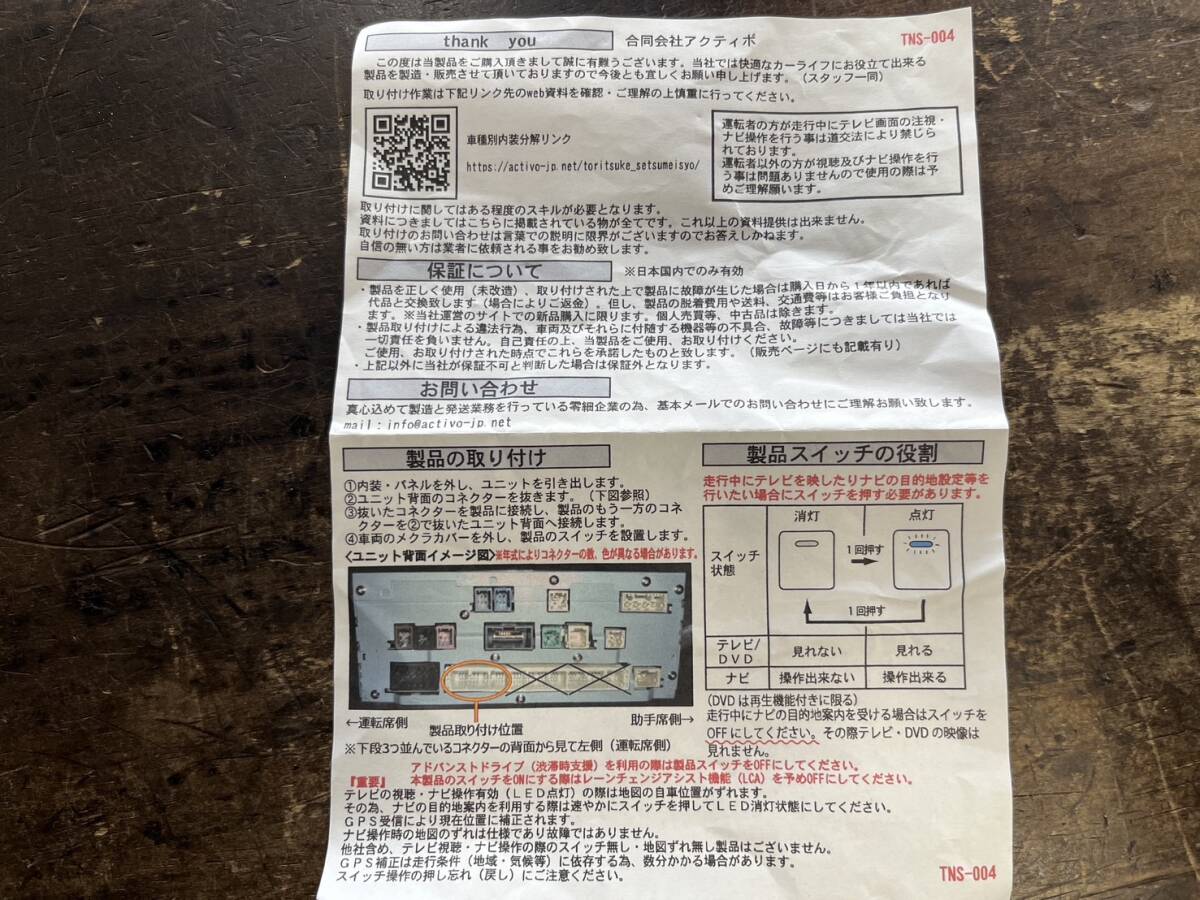 thank you 合同会社アクティボ TNS-004
この度は当製品をご購入頂きまして誠に有難うございます。当社では快適なカーライフにお役立て出来る
製品を製造・販売させて頂いておりますので今後とも宜しくお願い申し上げます。（スタッフ一同）
取り付け作業は下記リンク先のweb資料を確認・ご理解の上慎重に行ってください。
車種別内装分解リンク
https://activo-jp.net/toritsuke_setsumeisyo/
運転者の方が走行中にテレビ画面の注視・
ナビ操作を行う事は道交法により禁じら
れております。
運転者以外の方が視聴及びナビ操作を行
う事は問題ありませんので使用の際は予
めご理解願います。
取り付けに関してはある程度のスキルが必要となります。
資料につきましてはこちらに掲載されている物が全てです。これ以上の資料提供は出来ません。
取り付けのお問い合わせは言葉での説明に限界がございますのでお答えしかねます。
自信の無い方は業者に依頼される事をお勧め致します。
保証について ※日本国内でのみ有効
・製品を正しく使用（未改造）、取り付けされた上で製品に故障が生じた場合は購入日から１年以内であれば
代品と交換致します（場合によりご返金）。但し、製品の脱着費用や送料、交通費等はお客様ご負担となり
ます。※当社運営のサイトでの新品購入に限ります。個人売買等、中古品は除きます。
・製品取り付けによる違法行為、車両及びそれらに付随する機器等の不具合、故障等につきましては当社では
一切責任を負いません。自己責任の上、当製品をご使用、お取り付けください。
ご使用、お取り付けされた時点でこれらを承諾したものと致します。（販売ページにも記載有り）
・上記以外に当社が保証不可と判断した場合は保証外となります。
お問い合わせ
真心込めて製造と発送業務を行っている零細企業の為、基本メールでのお問い合わせにご理解お願い致します。
mail：info@activo-jp.net
製品の取り付け
①内装・パネルを外し、ユニットを引き出します。
②ユニット背面のコネクターを抜きます。（下図参照）
③抜いたコネクターを製品に接続し、製品のもう一方のコネ
クターを②で抜いたユニット背面へ接続します。
④車両のメクラカバーを外し、製品のスイッチを設置します。
<ユニット背面イメージ図>※年式によりコネクターの数、色が異なる場合があります。
←運転席側 製品取り付け位置 助手席側→
※下段3つ並んでいるコネクターの背面から見て左側（運転席側）
製品スイッチの役割
走行中にテレビを映したりナビの目的地設定等を
行いたい場合にスイッチを押す必要があります。
消灯 点灯
スイッチ
状態
1回押す
1回押す
テレビ/
ＤＶＤ 見れない 見れる
ナビ 操作出来ない 操作出来る
（DVDは再生機能付きに限る）
走行中にナビの目的地案内を受ける場合はスイッチを
OFFにしてください。その際テレビ・DVDの映像は
見れません。
アドバンストドライブ（渋滞時支援）を利用の際は製品スイッチをOFFにしてください。
『重要』 本製品のスイッチをONにする際はレーンチェンジアシスト機能（LCA）を予めOFFにしてください。
テレビの視聴・ナビ操作有効（ＬＥＤ点灯）の際は地図の自車位置がずれます。
その為、ナビの目的地案内を利用する際は速やかにスイッチを押してＬＥＤ消灯状態にしてください。
ＧＰＳ受信により現在位置に補正されます。
ナビ操作時の地図のずれは仕様であり故障ではありません。
他社含め、テレビ視聴・ナビ操作の際のスイッチ無し・地図ずれ無し製品はございません。
ＧＰＳ補正は走行条件（地域・気候等）に依存する為、数分かかる場合があります。
スイッチ操作の押し忘れ（戻し）にご注意ください。
TNS-004